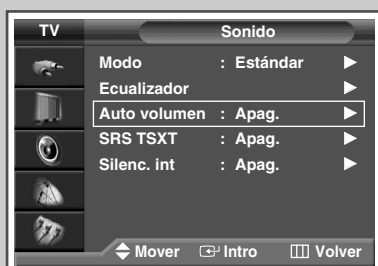 TV Sonido
Modo : Estándar
Ecualizador
Auto volumen : Apag.
SRS TSXT : Apag.
Silenc. int : Apag.
Mover Intro Volver